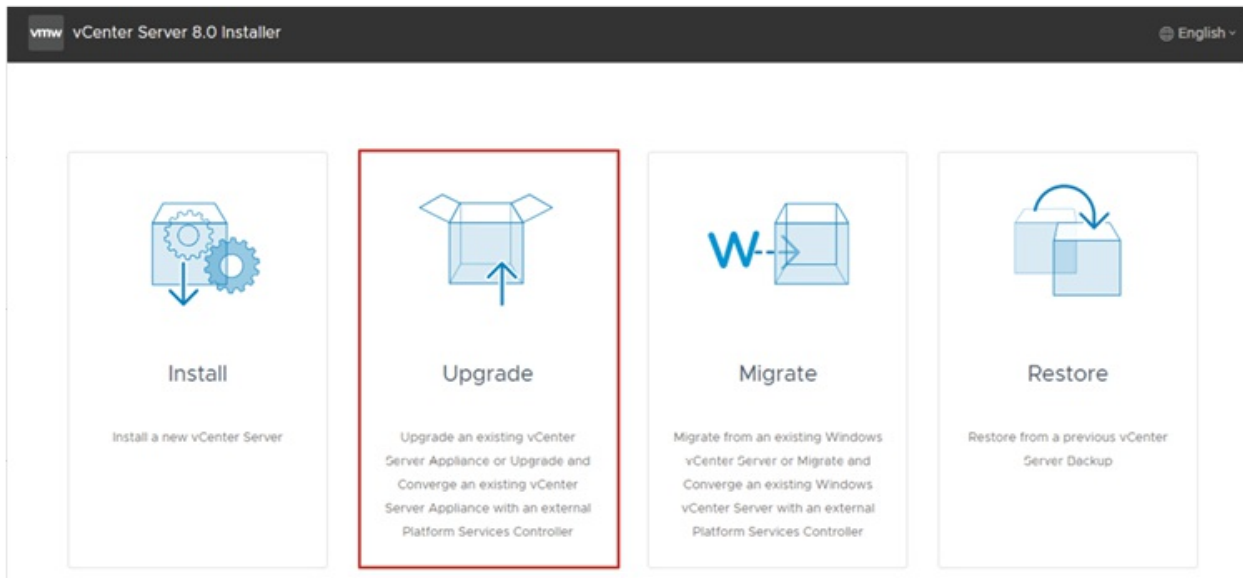 vmw vCenter Server 8.0 Installer
English
Install
Install a new vCenter Server
Upgrade
Upgrade an existing vCenter
Server Appliance or Upgrade and
Converge an existing vCenter
Server Appliance with an external
Platform Services Controller
Migrate
Migrate from an existing Windows
vCenter Server or Migrate and
Converge an existing Windows
vCenter Server with an external
Platform Services Controller
Restore
Restore from a previous vCenter
Server Backup